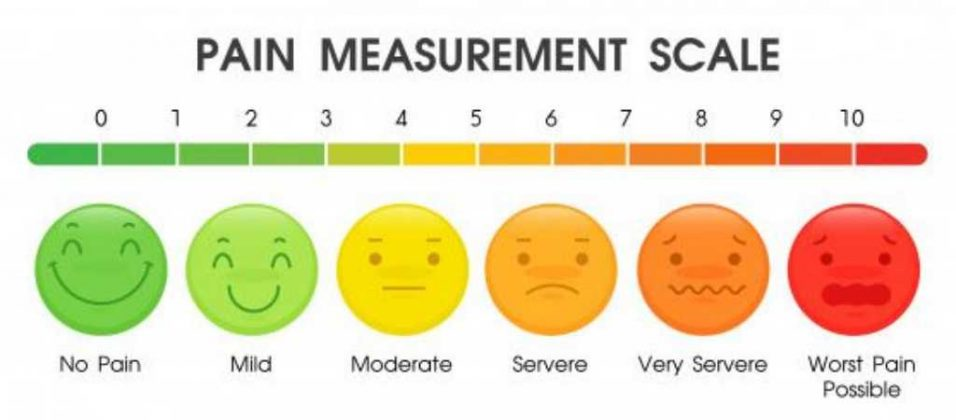 PAIN MEASUREMENT SCALE
0 1 2 3 4 5 6 7 8 9 10
No Pain Mild Moderate Servere Very Servere Worst Pain
Possible